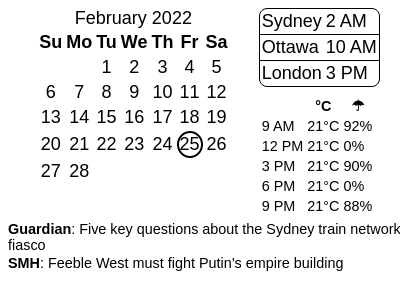 February 2022
Su Mo Tu We Th Fr Sa
1 2 3 4 5
6 7 8 9 10 11 12
13 14 15 16 17 18 19
20 21 22 23 24 25 26
27 28
Sydney 2 AM
Ottawa 10 AM
London 3 PM
°C ☂
9 AM 21°C 92%
12 PM 21°C 0%
3 PM 21°C 90%
6 PM 21°C 0%
9 PM 21°C 88%
Guardian: Five key questions about the Sydney train network
fiasco
SMH: Feeble West must fight Putin's empire building